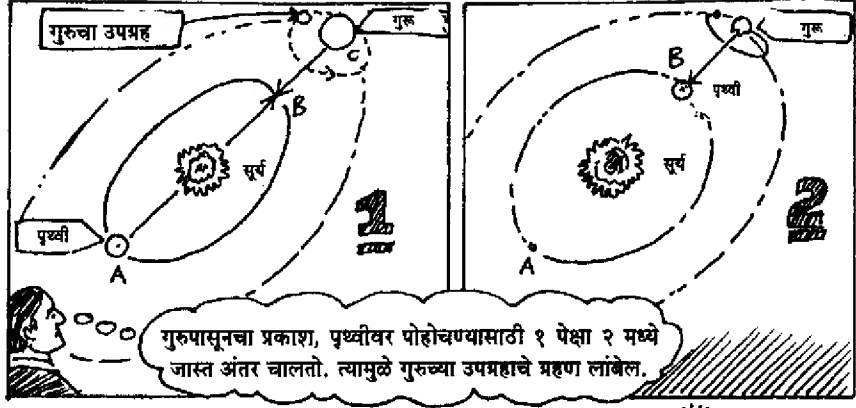 गुरुचा उपग्रह
गुरू
C
B
सूर्य
पृथ्वी
A
1
गुरू
B
पृथ्वी
सूर्य
A
2
गुरुपासूनचा प्रकाश, पृथ्वीवर पोहोचण्यासाठी १ पेक्षा २ मध्ये
जास्त अंतर चालतो. त्यामुळे गुरुच्या उपग्रहाचे ग्रहण लांबेल.